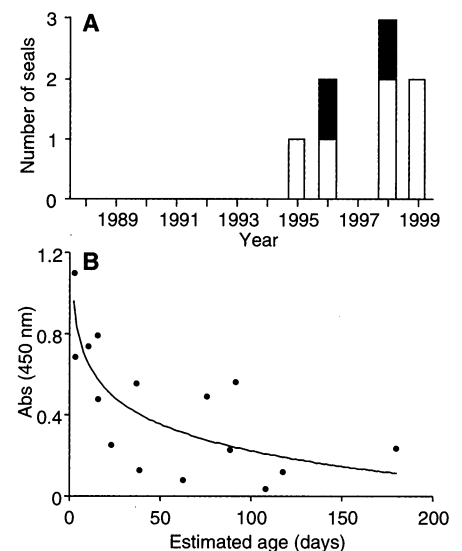 A
Number of seals
3
2
1
0
1989 1991 1993 1995 1997 1999
Year
B
Abs (450 nm)
1.2
0.8
0.4
0
0 50 100 150 200
Estimated age (days)